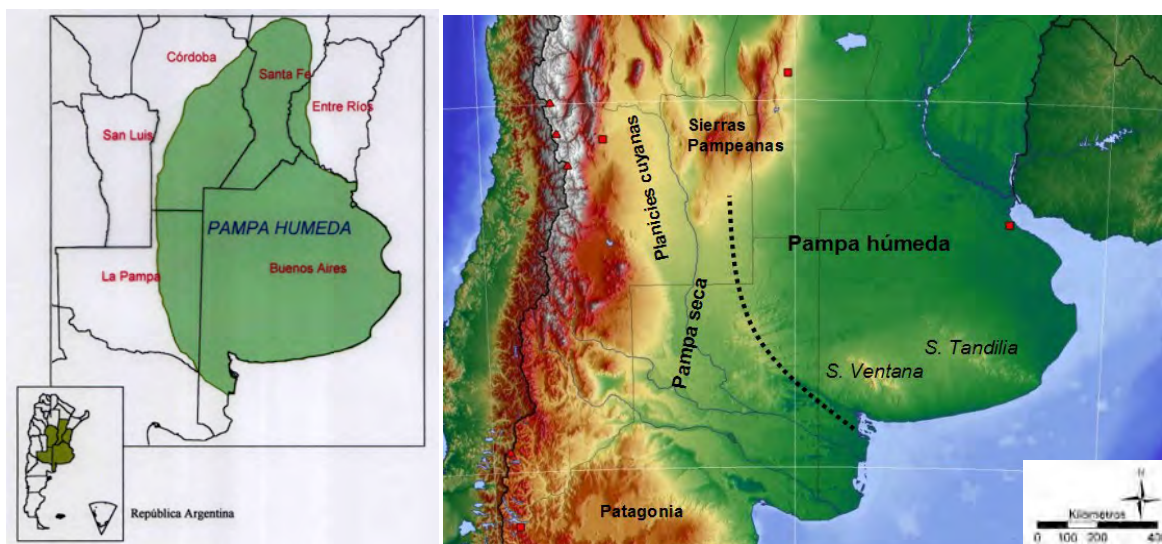 Córdoba
Santa Fe
Entre Ríos
San Luis
PAMPA HUMEDA
La Pampa
Buenos Aires
República Argentina
Sierras
Pampeanas
Planicies cuyanas
Pampa húmeda
Pampa seca
S. Tandilia
S. Ventana
Patagonia
N
Kilómetros
0 100 200 40